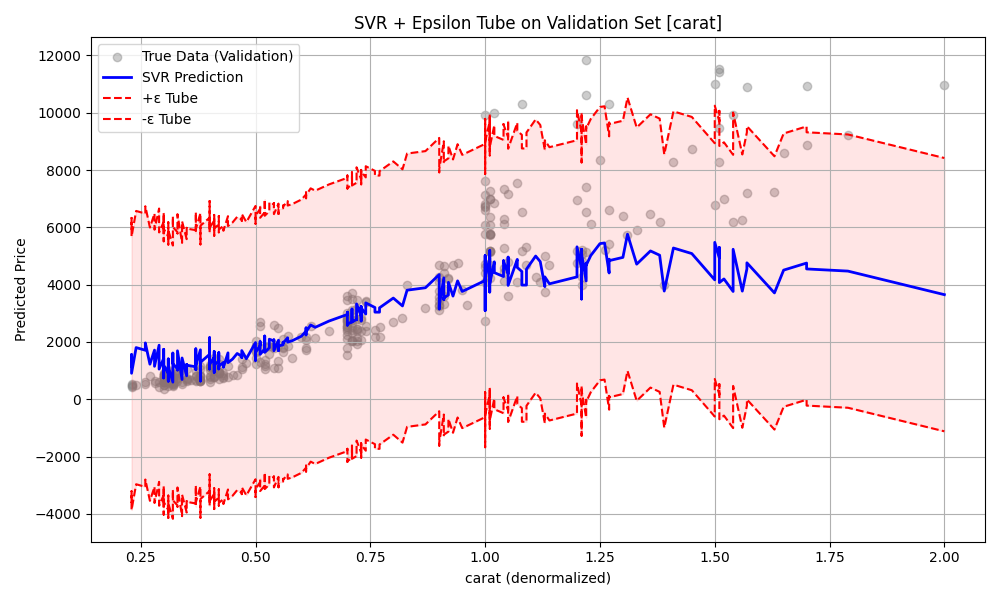 SVR + Epsilon Tube on Validation Set [carat]
True Data (Validation)
SVR Prediction
+ε Tube
-ε Tube
12000
10000
8000
6000
4000
2000
0
−2000
−4000
Predicted Price
0.25
0.50
0.75
1.00
1.25
1.50
1.75
2.00
carat (denormalized)